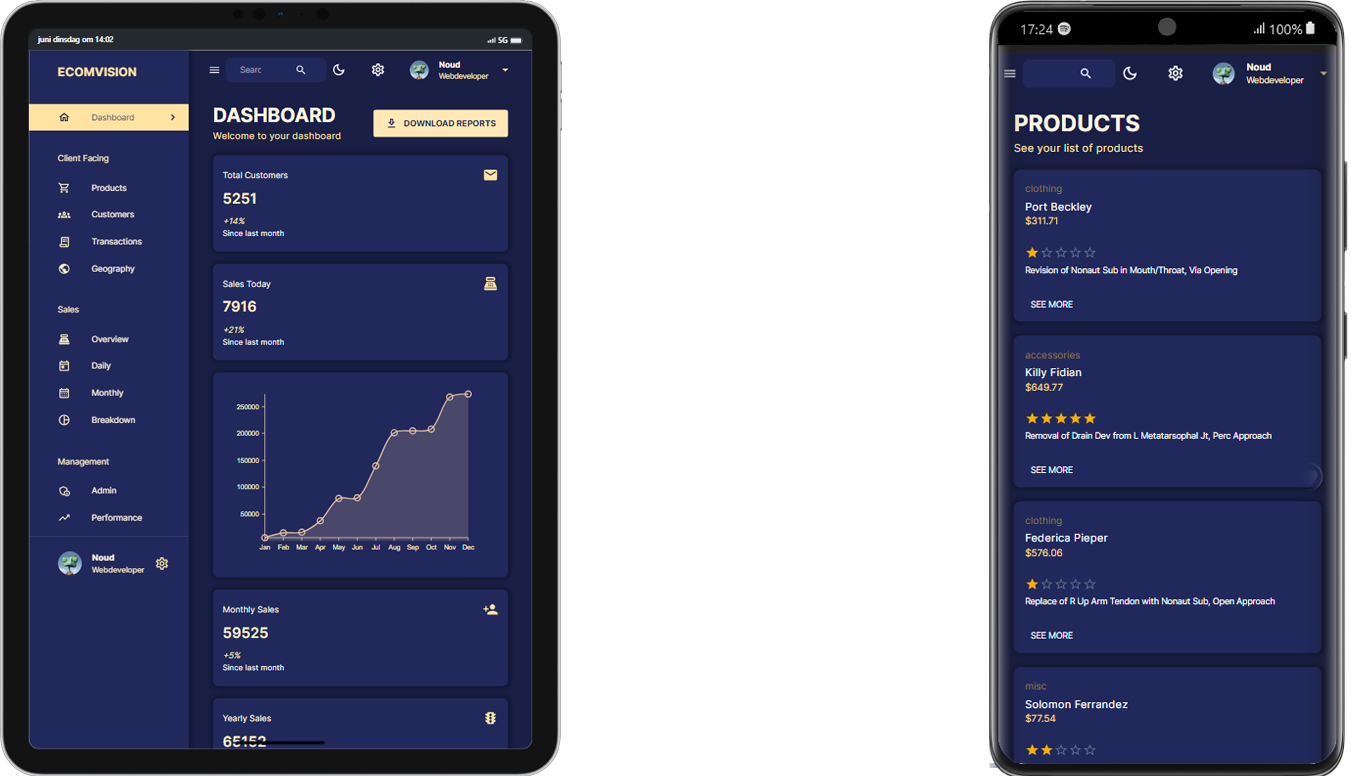 juni dinsdag om 14:02
5G
ECOMVISION
Searc
Noud
Webdeveloper
Dashboard
Client Facing
Products
Customers
Transactions
Geography
Sales
Overview
Daily
Monthly
Breakdown
Management
Admin
Performance
Noud
Webdeveloper
DASHBOARD
Welcome to your dashboard
DOWNLOAD REPORTS
Total Customers
5251
+14%
Since last month
Sales Today
7916
+21%
Since last month
250000
200000
150000
100000
50000
Jan Feb Mar Apr May Jun Jul Aug Sep Oct Nov Dec
Monthly Sales
59525
+5%
Since last month
Yearly Sales
65152
17:24
100%
Noud
Webdeveloper
PRODUCTS
See your list of products
clothing
Port Beckley
$311.71
Revision of Nonaut Sub in Mouth/Throat, Via Opening
SEE MORE
accessories
Killy Fidian
$649.77
Removal of Drain Dev from L Metatarsophal Jt, Perc Approach
SEE MORE
clothing
Federica Pieper
$576.06
Replace of R Up Arm Tendon with Nonaut Sub, Open Approach
SEE MORE
misc
Solomon Ferrandez
$77.54